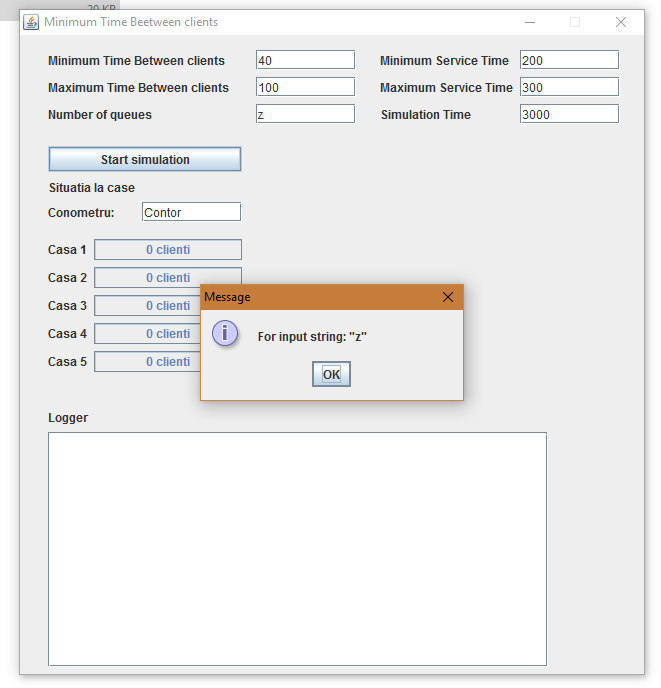 20 KB
Minimum Time Beetween clients
Minimum Time Between clients 40 Minimum Service Time 200
Maximum Time Between clients 100 Maximum Service Time 300
Number of queues z Simulation Time 3000
Start simulation
Situatia la case
Conometru: Contor
Casa 1 0 clienti
Casa 2 0 clienti
Message
Casa 3 0 clienti
For input string: "z"
Casa 4 0 clienti
Casa 5 0 clienti
OK
Logger